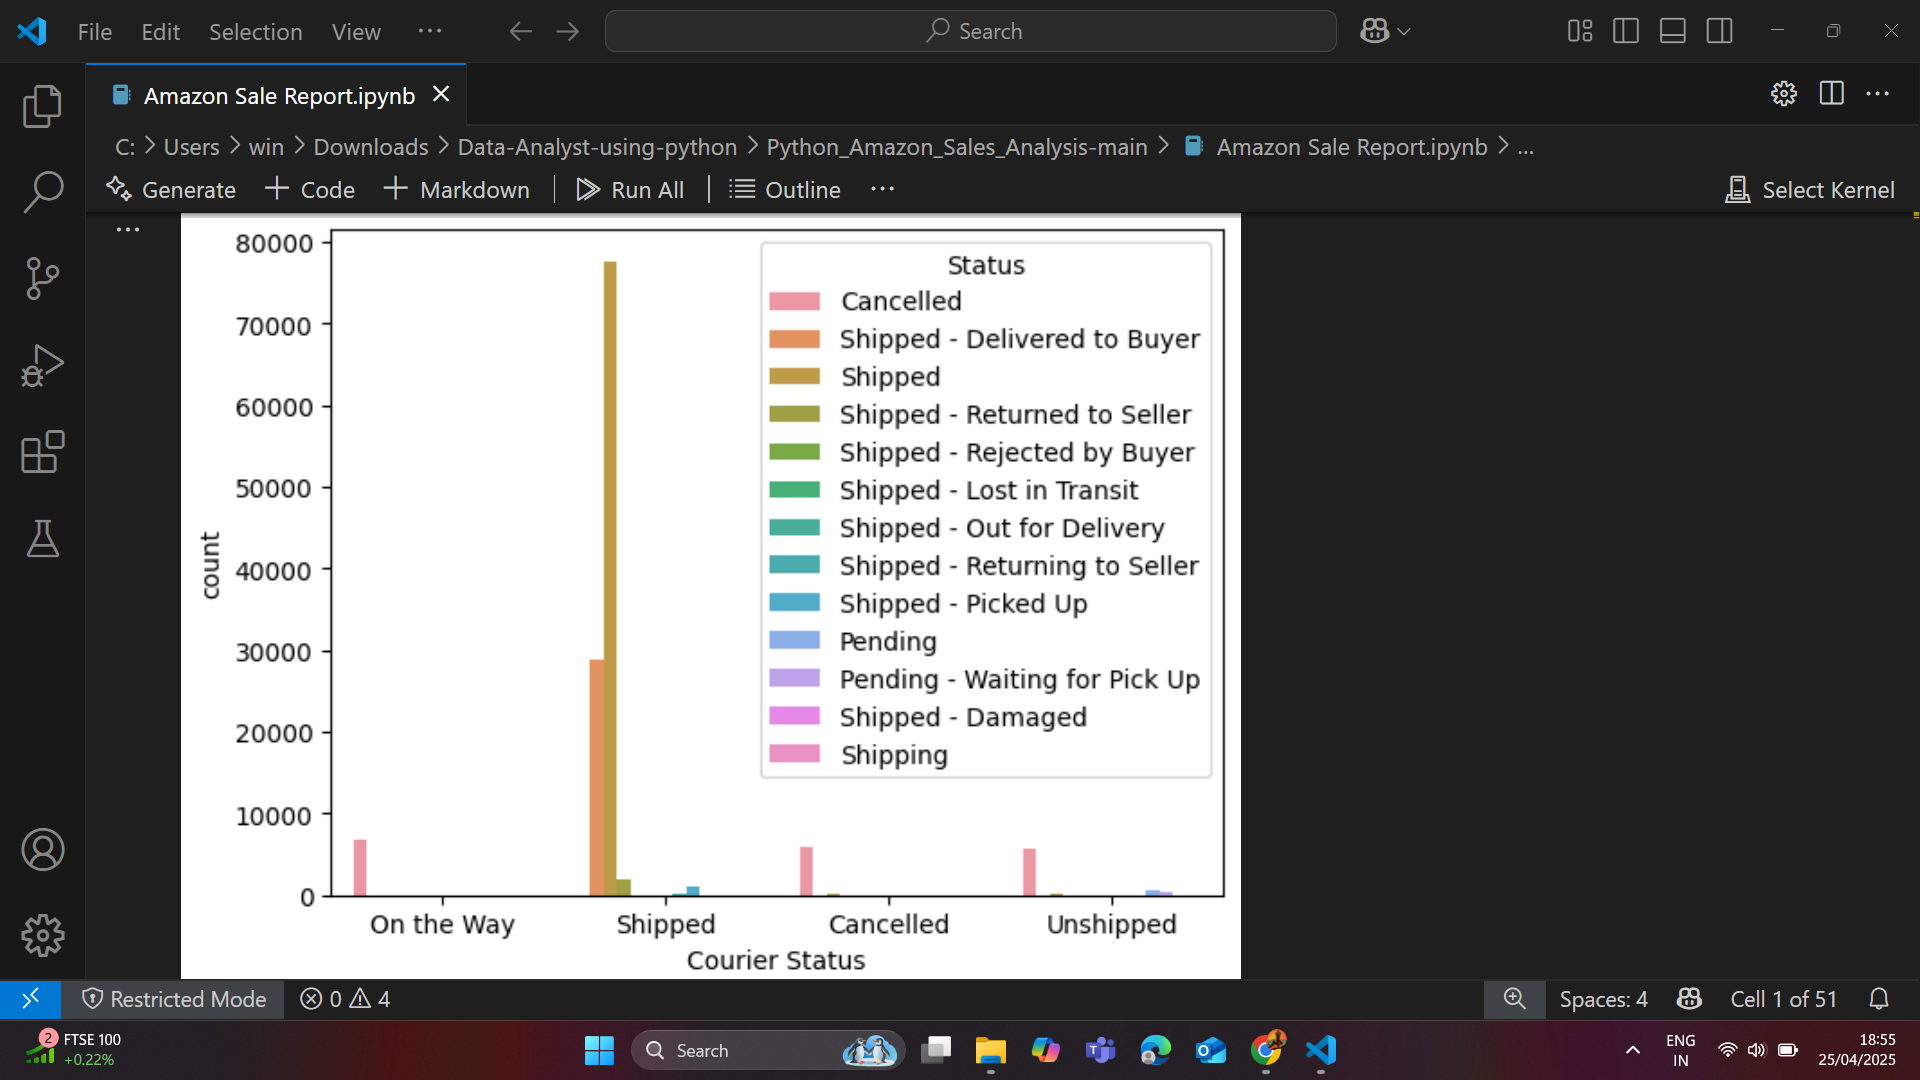 File Edit Selection View ... Search
Amazon Sale Report.ipynb
C: > Users > win > Downloads > Data-Analyst-using-python > Python_Amazon_Sales_Analysis-main > Amazon Sale Report.ipynb > ...
Generate + Code + Markdown Run All Outline ... Select Kernel
...
80000
70000
60000
50000
40000
30000
20000
10000
0
count
Status
Cancelled
Shipped - Delivered to Buyer
Shipped
Shipped - Returned to Seller
Shipped - Rejected by Buyer
Shipped - Lost in Transit
Shipped - Out for Delivery
Shipped - Returning to Seller
Shipped - Picked Up
Pending
Pending - Waiting for Pick Up
Shipped - Damaged
Shipping
On the Way Shipped Cancelled Unshipped
Courier Status
Restricted Mode 0 4 Spaces: 4 Cell 1 of 51
2 FTSE 100
+0.22%
Search
ENG
IN
18:55
25/04/2025